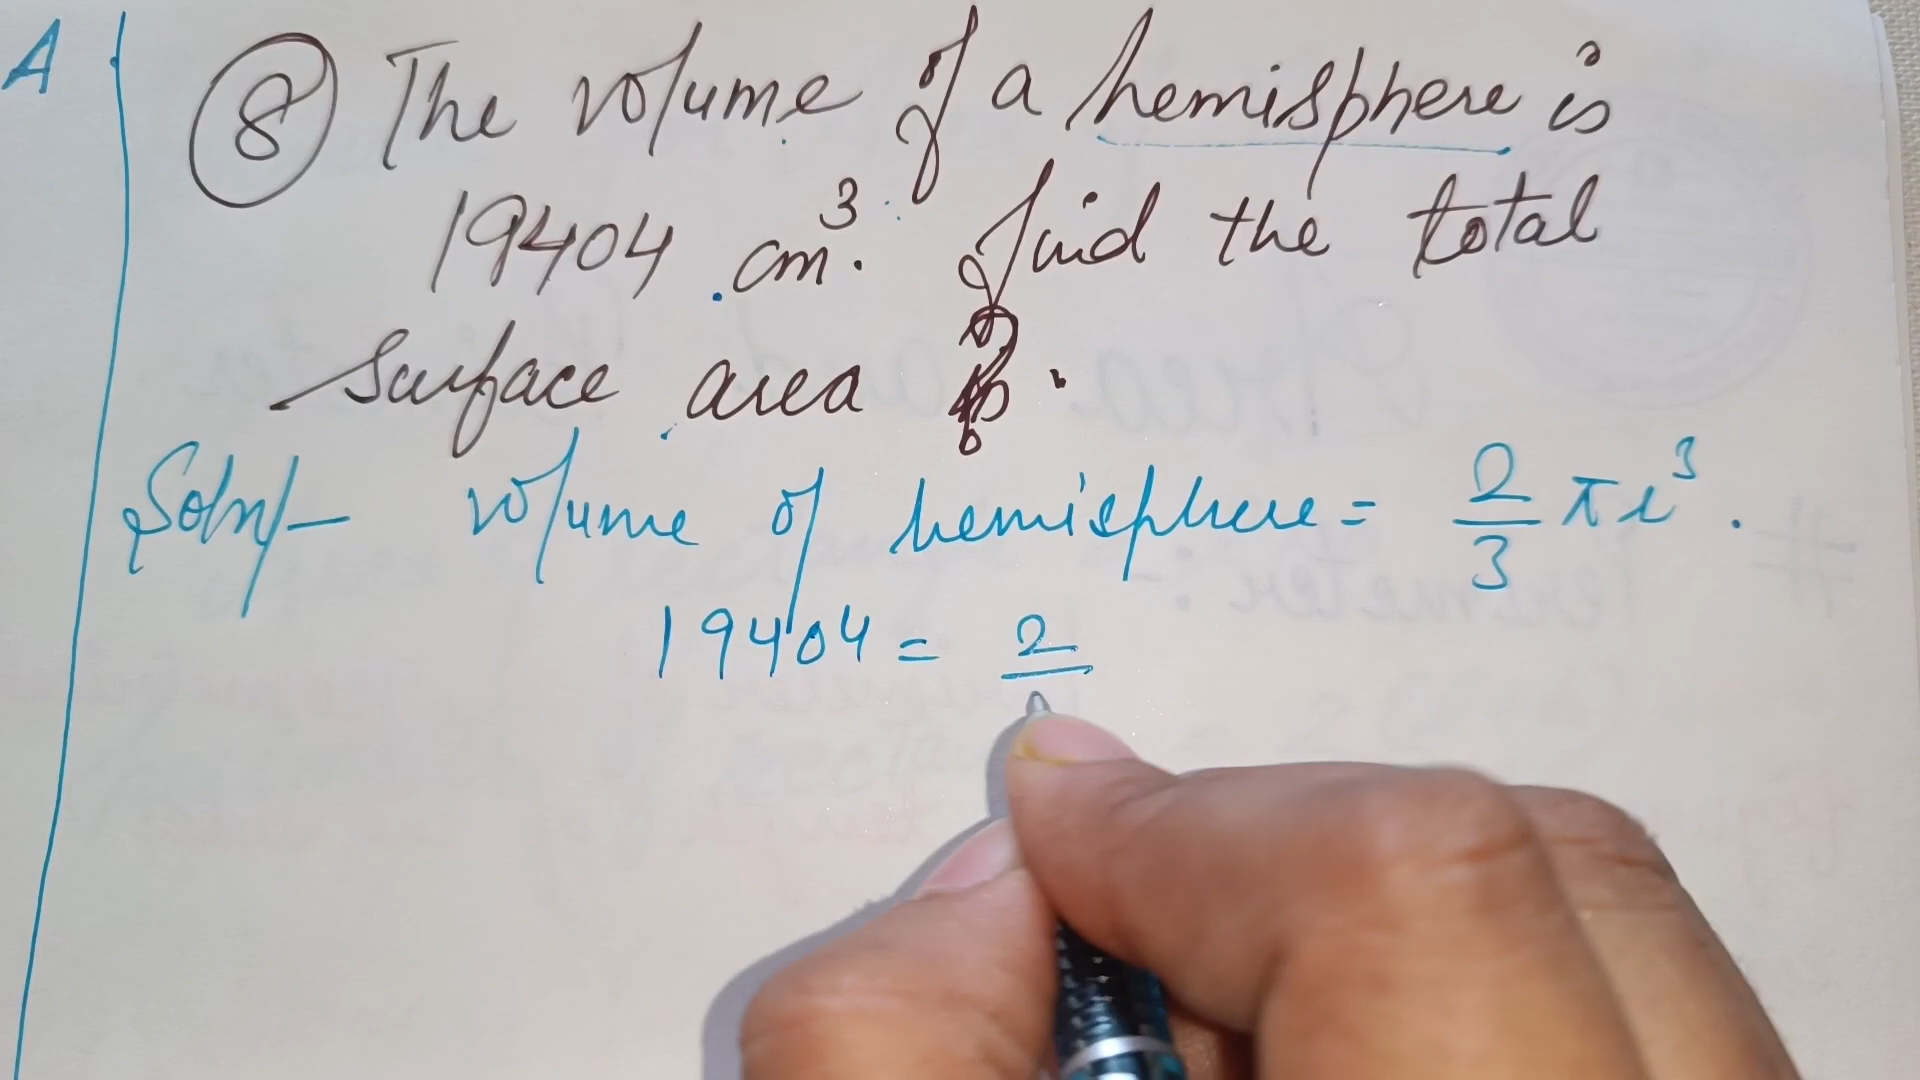 A
⑧ The volume of a hemisphere is
19404 cm³. find the total
surface area
Soln/- volume of hemisphere = 2/3 πr³.
19404 = 2